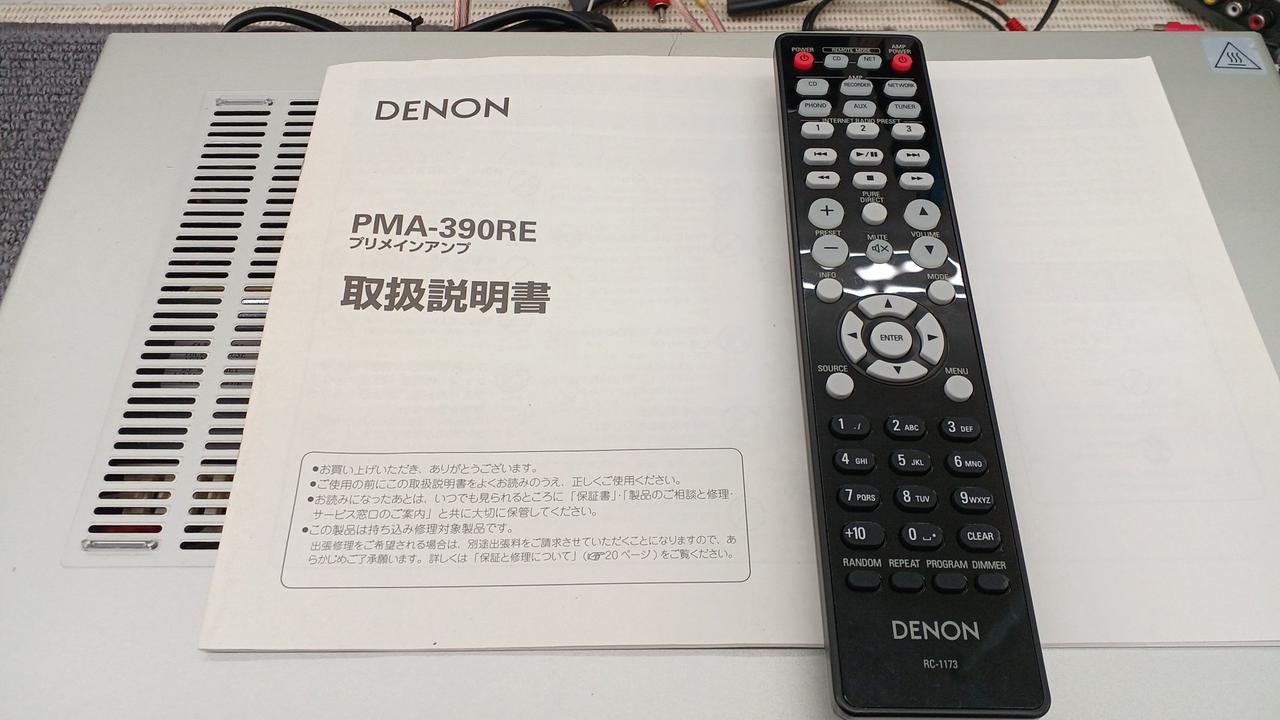 DENON
PMA-390RE
プリメインアンプ
取扱説明書
●お買い上げいただき、ありがとうございます。
●ご使用の前にこの取扱説明書をよくお読みのうえ、正しくご使用ください。
●お読みになったあとは、いつでも見られるところに「保証書」・「製品のご相談と修理・
サービス窓口のご案内」と共に大切に保管してください。
●この製品は持ち込み修理対象製品です。
出張修理をご希望される場合は、別途出張料をご請求させていただくことになりますので、あ
らかじめご了承願います。詳しくは「保証と修理について」(☞20 ページ)をご覧ください。
POWER REMOTE MODE AMP POWER
CD NET
AMP
CD RECORDER NETWORK
PHONO AUX TUNER
INTERNET RADIO PRESET
1 2 3
⏮ ▶/⏸ ⏭
◀◀ ■ ▶▶
PURE DIRECT
+ ▲
PRESET MUTE VOLUME
− ▼
INFO MODE
▲
◀ ENTER ▶
▼
SOURCE MENU
1 ./ 2 ABC 3 DEF
4 GHI 5 JKL 6 MNO
7 PQRS 8 TUV 9 WXYZ
+10 0 ⎵* CLEAR
RANDOM REPEAT PROGRAM DIMMER
DENON
RC-1173